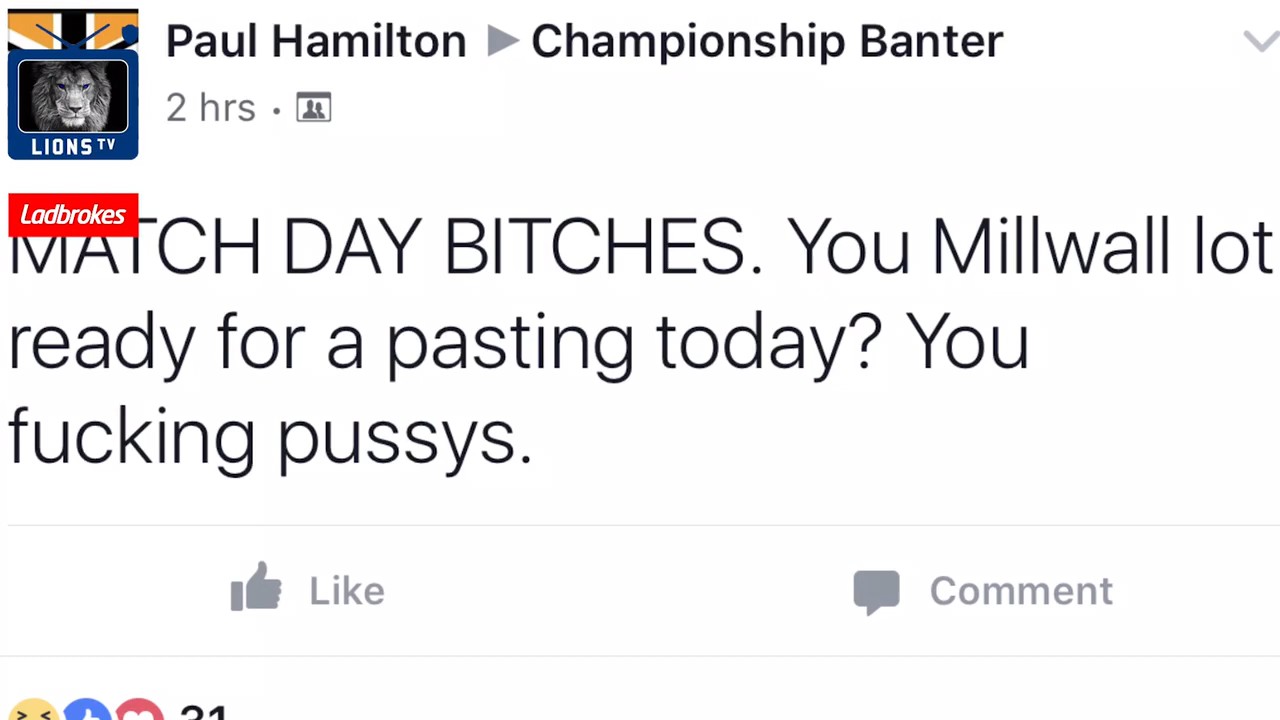 Paul Hamilton ▶ Championship Banter
2 hrs ·
LIONS TV
Ladbrokes
MATCH DAY BITCHES. You Millwall lot
ready for a pasting today? You
fucking pussys.
Like Comment
31